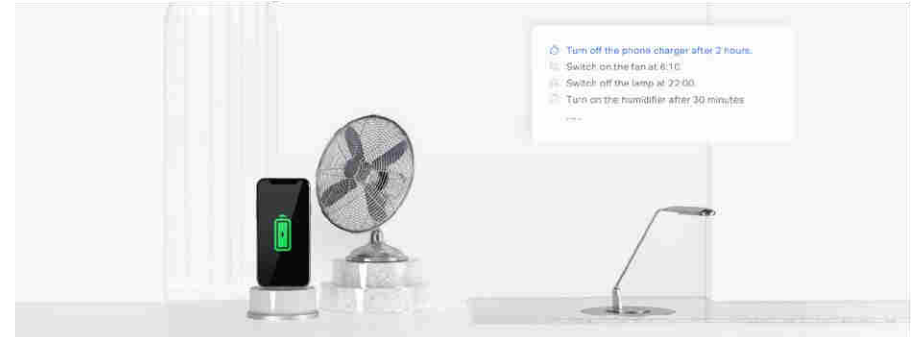 Turn off the phone charger after 2 hours.
Switch on the fan at 6:10
Switch off the lamp at 22:00
Turn on the humidifier after 30 minutes
...